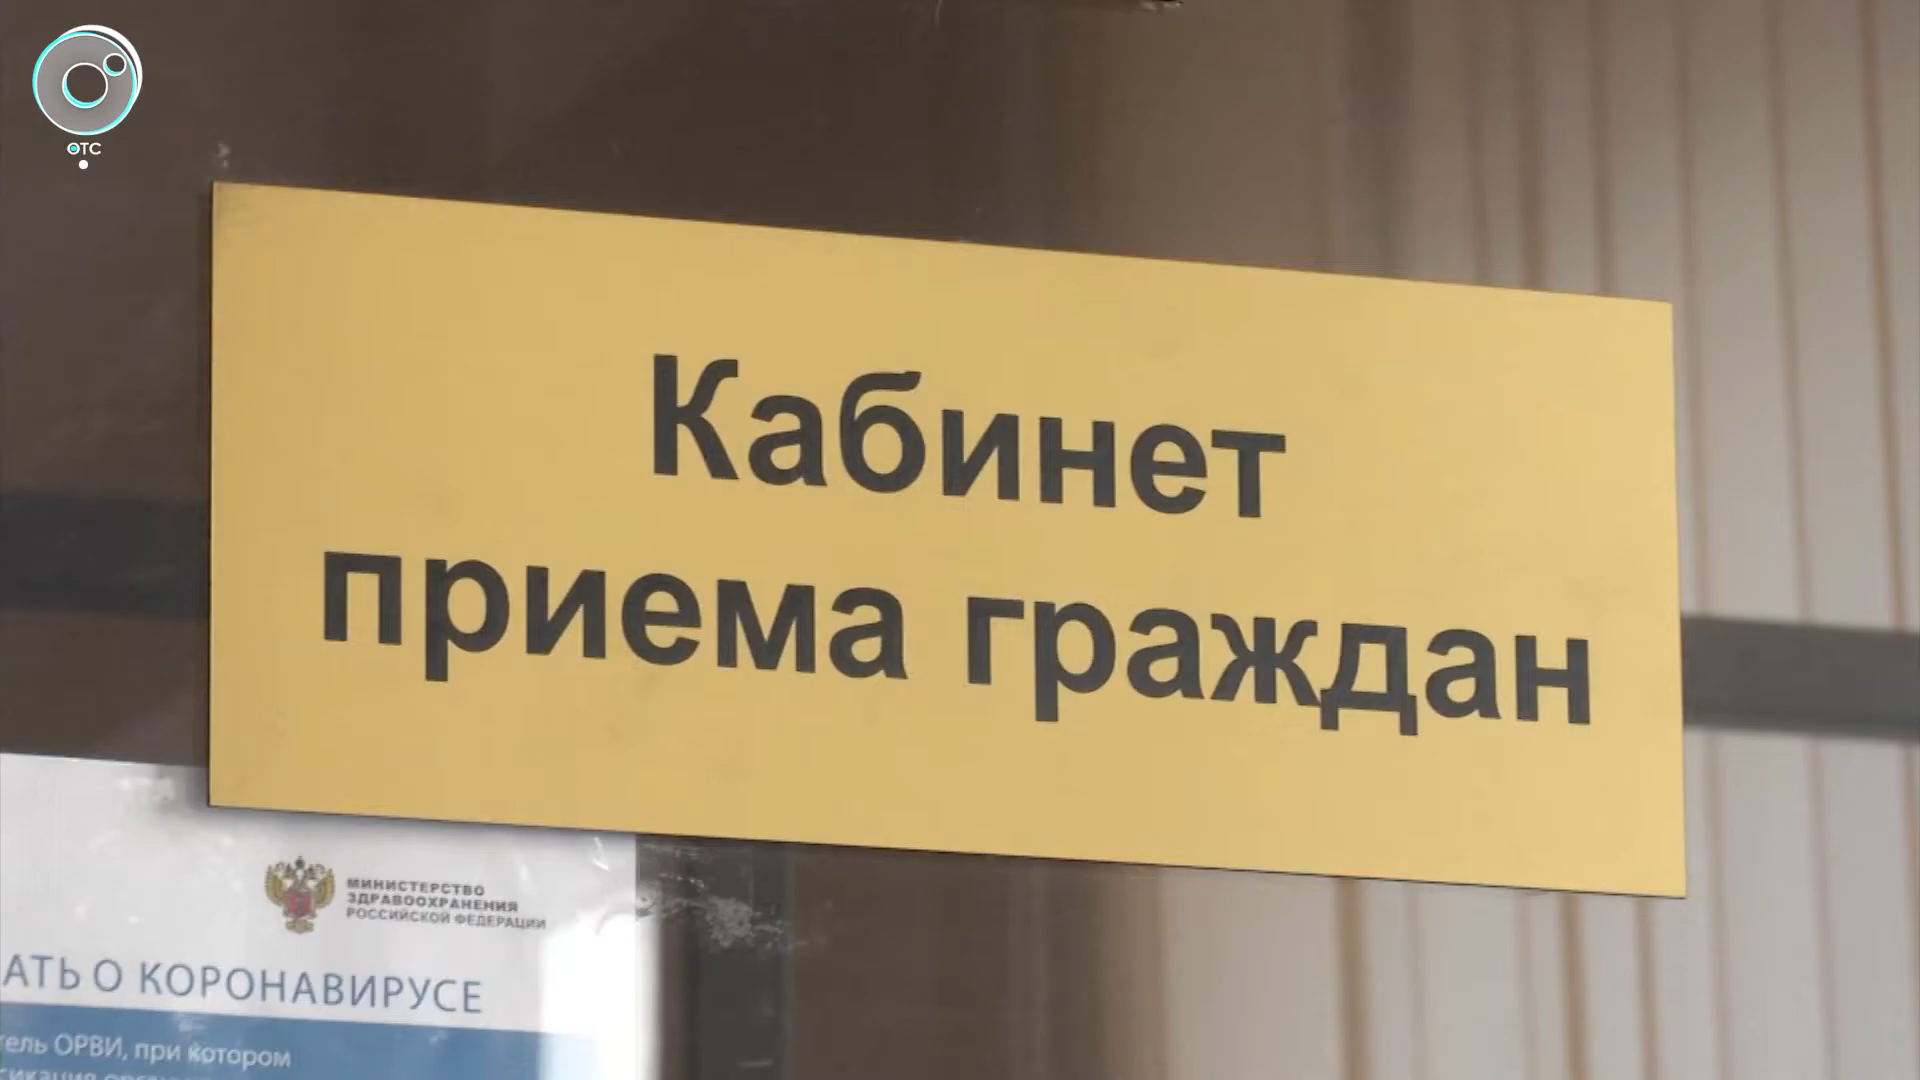 ОТС
Кабинет
приема граждан
МИНИСТЕРСТВО
ЗДРАВООХРАНЕНИЯ
РОССИЙСКОЙ ФЕДЕРАЦИИ
АТЬ О КОРОНАВИРУСЕ
тель ОРВИ, при котором